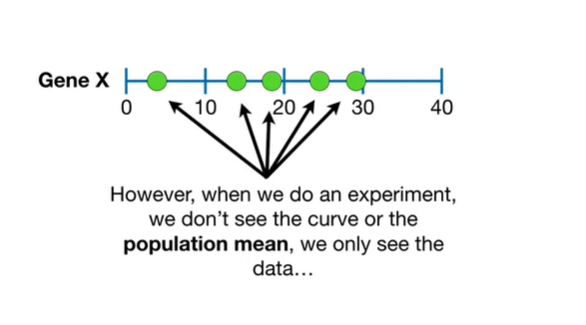 Gene X
0 10 20 30 40
However, when we do an experiment,
we don't see the curve or the
population mean, we only see the
data...